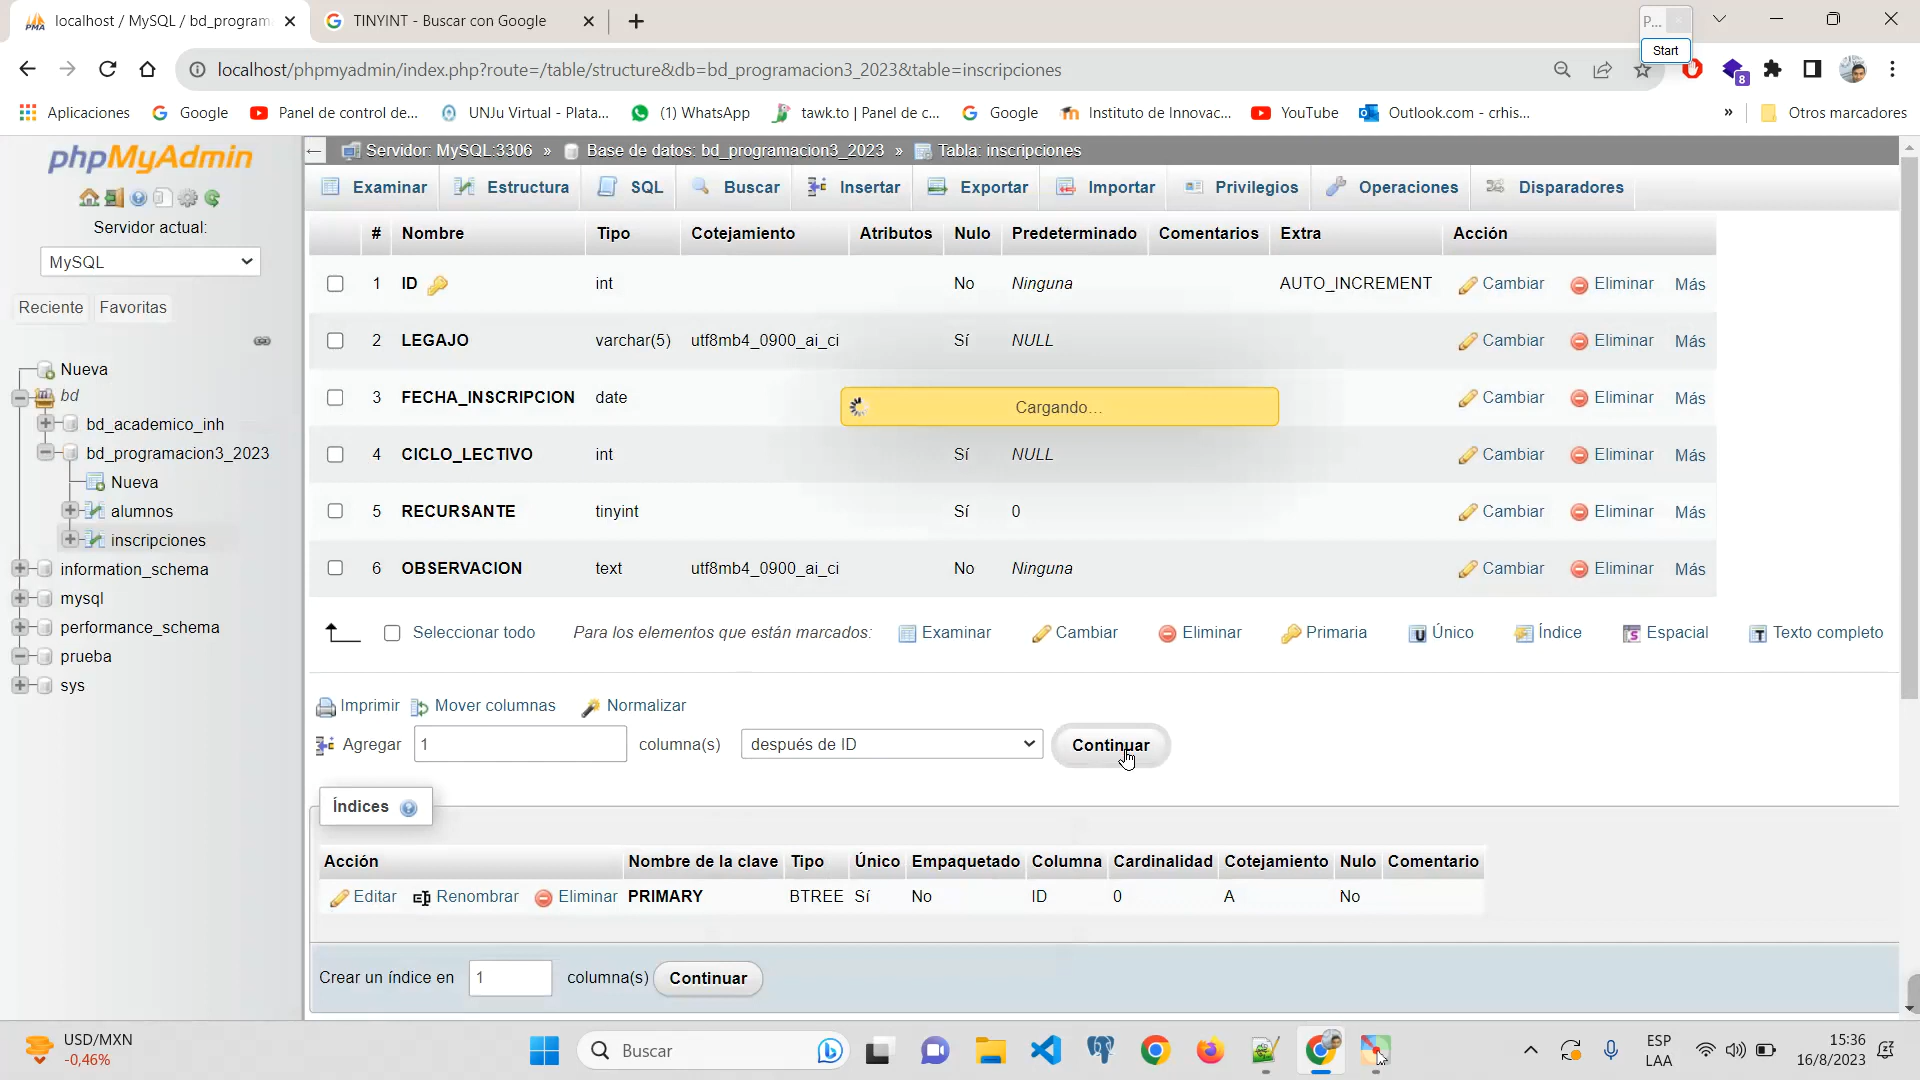 localhost / MySQL / bd_program
TINYINT - Buscar con Google
P...
Start
localhost/phpmyadmin/index.php?route=/table/structure&db=bd_programacion3_2023&table=inscripciones
8
Aplicaciones
Google
Panel de control de...
UNJu Virtual - Plata...
(1) WhatsApp
tawk.to | Panel de c...
Google
Instituto de Innovac...
YouTube
Outlook.com - crhis...
»
Otros marcadores
phpMyAdmin
Servidor actual:
MySQL
Reciente
Favoritas
Nueva
bd
bd_academico_inh
bd_programacion3_2023
Nueva
alumnos
inscripciones
information_schema
mysql
performance_schema
prueba
sys
Servidor: MySQL:3306 » Base de datos: bd_programacion3_2023 » Tabla: inscripciones
Examinar Estructura SQL Buscar Insertar Exportar Importar Privilegios Operaciones Disparadores
# Nombre Tipo Cotejamiento Atributos Nulo Predeterminado Comentarios Extra Acción
1 ID int No Ninguna AUTO_INCREMENT Cambiar Eliminar Más
2 LEGAJO varchar(5) utf8mb4_0900_ai_ci Sí NULL Cambiar Eliminar Más
3 FECHA_INSCRIPCION date Cambiar Eliminar Más
Cargando...
4 CICLO_LECTIVO int Sí NULL Cambiar Eliminar Más
5 RECURSANTE tinyint Sí 0 Cambiar Eliminar Más
6 OBSERVACION text utf8mb4_0900_ai_ci No Ninguna Cambiar Eliminar Más
Seleccionar todo Para los elementos que están marcados: Examinar Cambiar Eliminar Primaria Único Índice Espacial Texto completo
Imprimir Mover columnas Normalizar
Agregar 1 columna(s) después de ID Continuar
Índices
Acción Nombre de la clave Tipo Único Empaquetado Columna Cardinalidad Cotejamiento Nulo Comentario
Editar Renombrar Eliminar PRIMARY BTREE Sí No ID 0 A No
Crear un índice en 1 columna(s) Continuar
USD/MXN
-0,46%
Buscar
ESP
LAA
15:36
16/8/2023